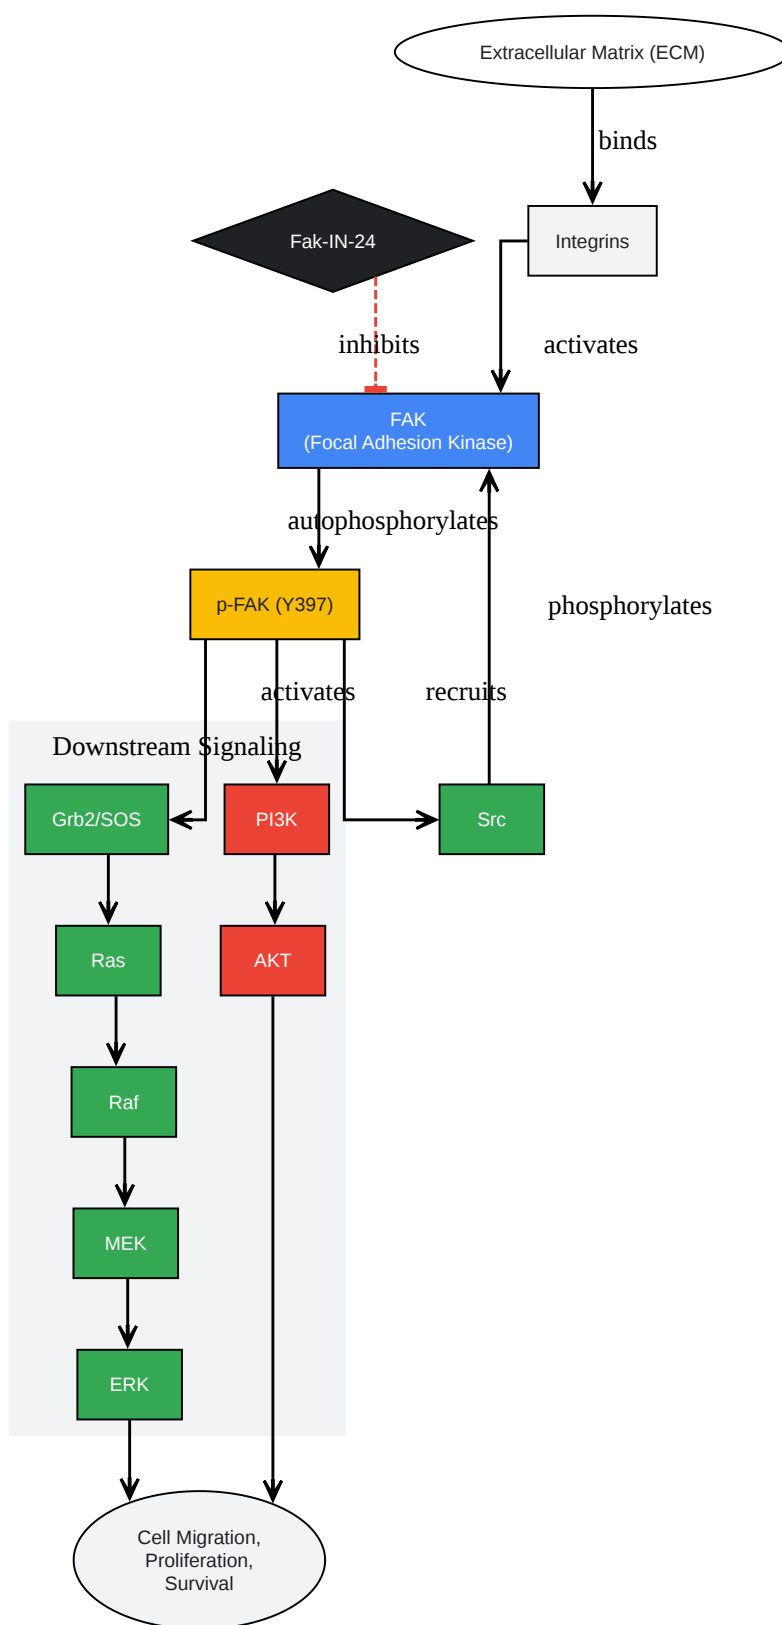 Extracellular Matrix (ECM)
binds
Fak-IN-24
Integrins
inhibits
activates
FAK
(Focal Adhesion Kinase)
autophosphorylates
p-FAK (Y397)
phosphorylates
activates
recruits
Downstream Signaling
Grb2/SOS
PI3K
Src
Ras
AKT
Raf
MEK
ERK
Cell Migration,
Proliferation,
Survival